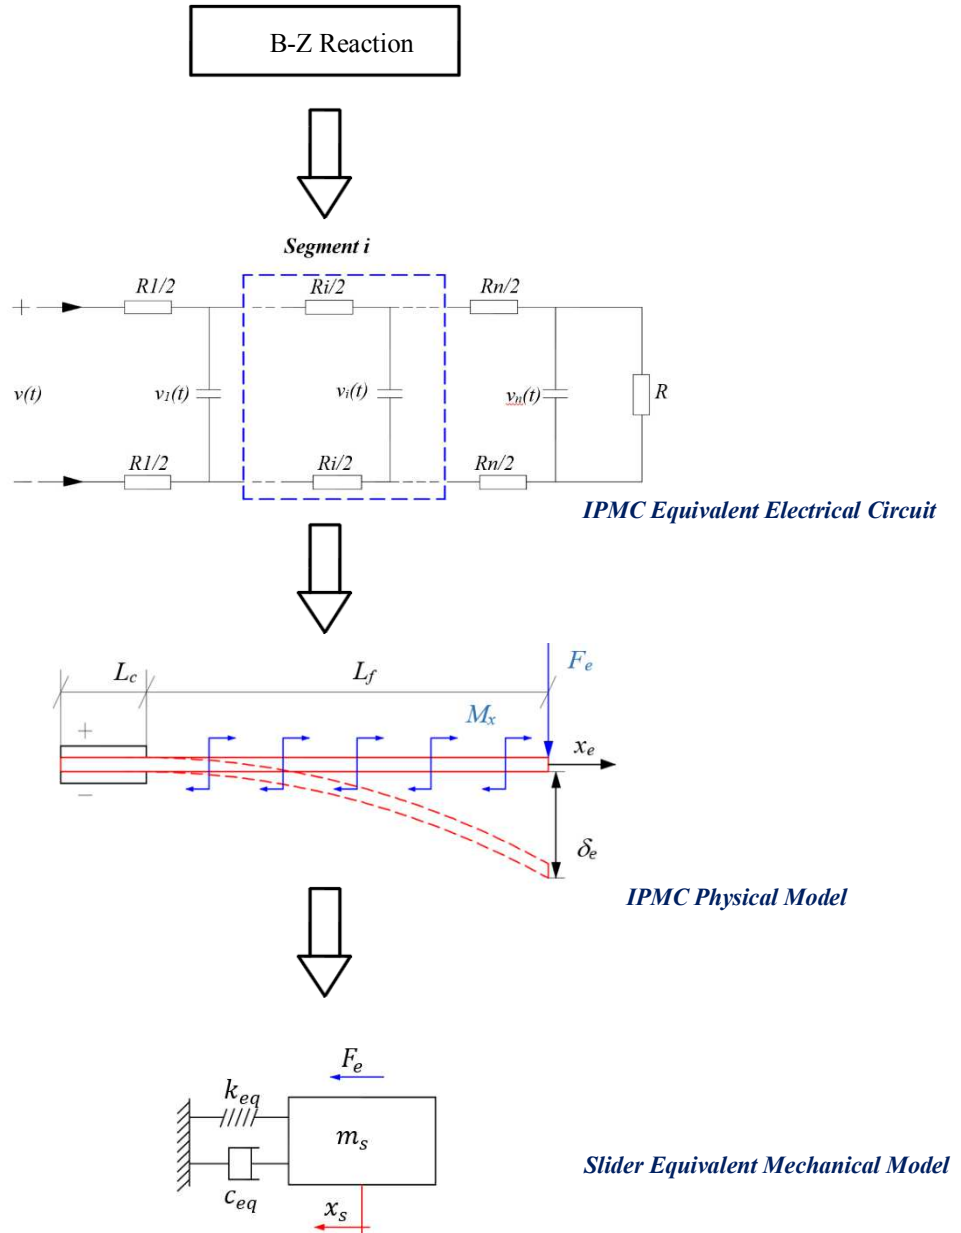 B-Z Reaction
Segment i
R1/2 Ri/2 Rn/2
+
v(t) v1(t) vi(t) vn(t) R
R1/2 Ri/2 Rn/2
IPMC Equivalent Electrical Circuit
Lc Lf Fe
Mx
+ xe
−
δe
IPMC Physical Model
Fe
keq
ms
Slider Equivalent Mechanical Model
ceq
xs